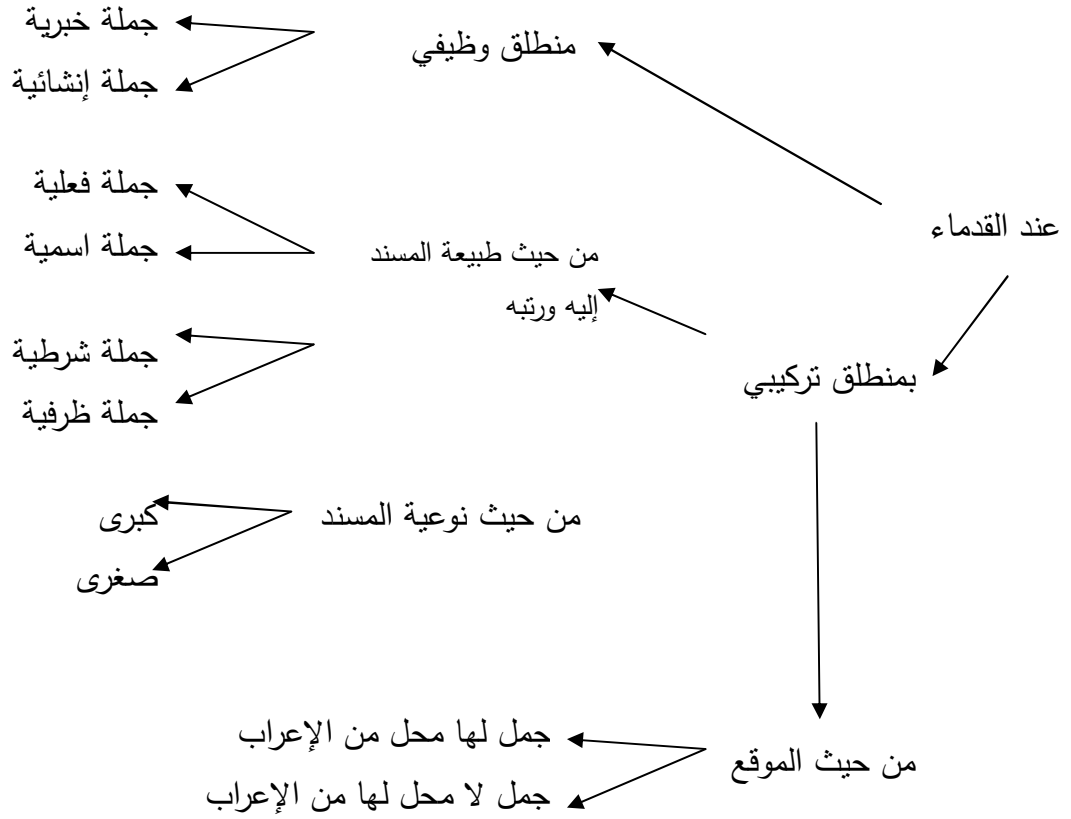 عند القدماء
منطلق وظيفي
جملة خبرية
جملة إنشائية
بمنطلق تركيبي
من حيث طبيعة المسند
إليه ورتبه
جملة فعلية
جملة اسمية
جملة شرطية
جملة ظرفية
من حيث نوعية المسند
كبرى
صغرى
من حيث الموقع
جمل لها محل من الإعراب
جمل لا محل لها من الإعراب